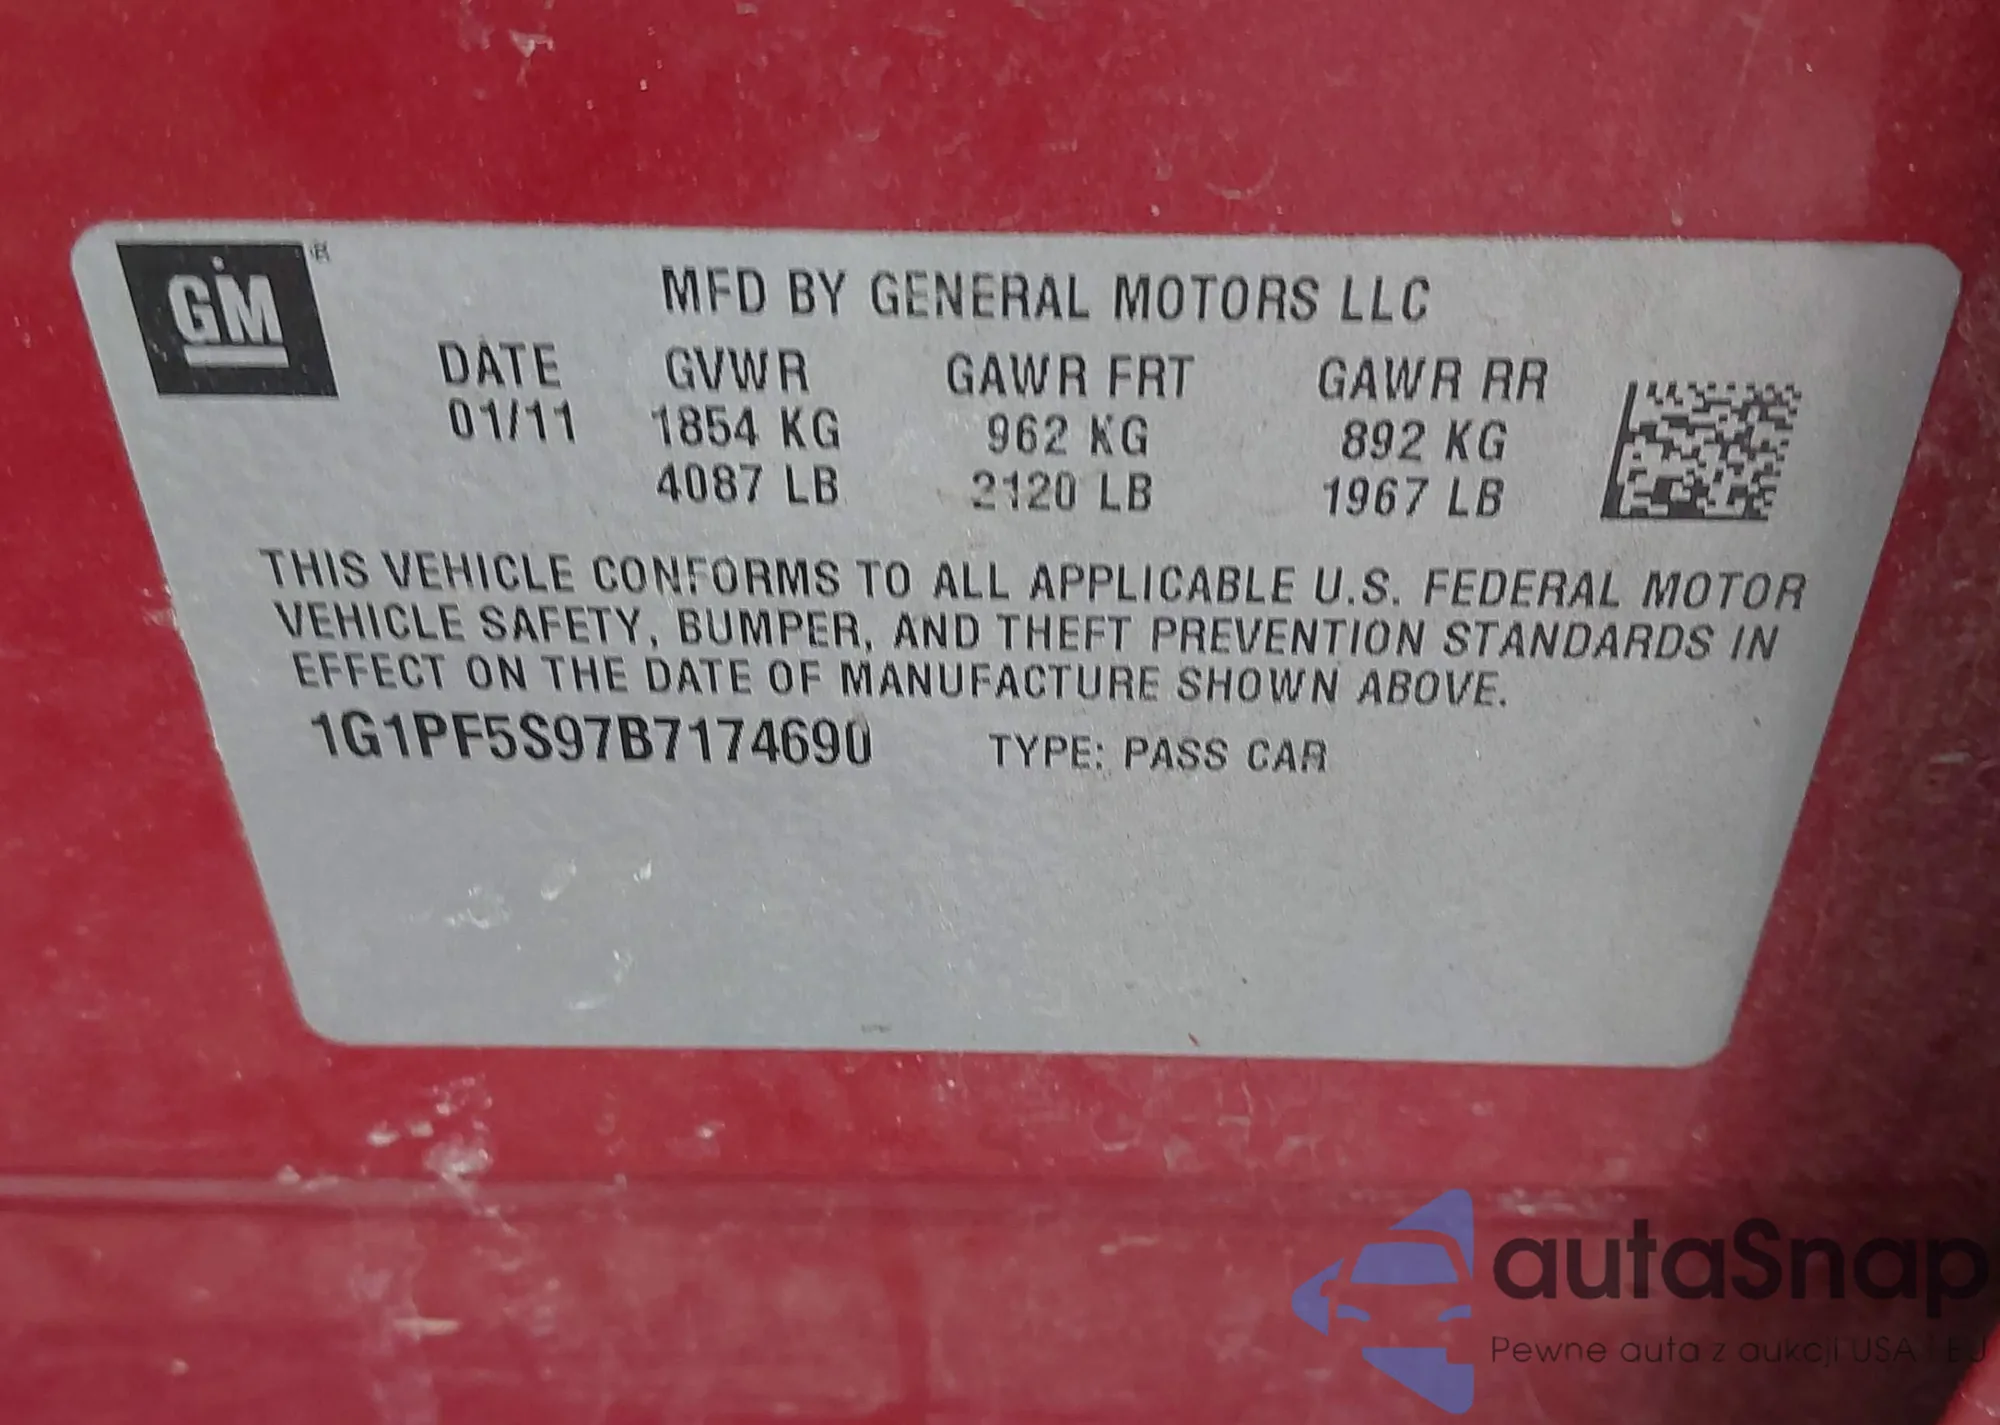 GM
MFD BY GENERAL MOTORS LLC
DATE GVWR GAWR FRT GAWR RR
01/11 1854 KG 962 KG 892 KG
4087 LB 2120 LB 1967 LB
THIS VEHICLE CONFORMS TO ALL APPLICABLE U.S. FEDERAL MOTOR
VEHICLE SAFETY, BUMPER, AND THEFT PREVENTION STANDARDS IN
EFFECT ON THE DATE OF MANUFACTURE SHOWN ABOVE.
1G1PF5S97B7174690 TYPE: PASS CAR
autaSnap
Pewne auta z aukcji USA i EU